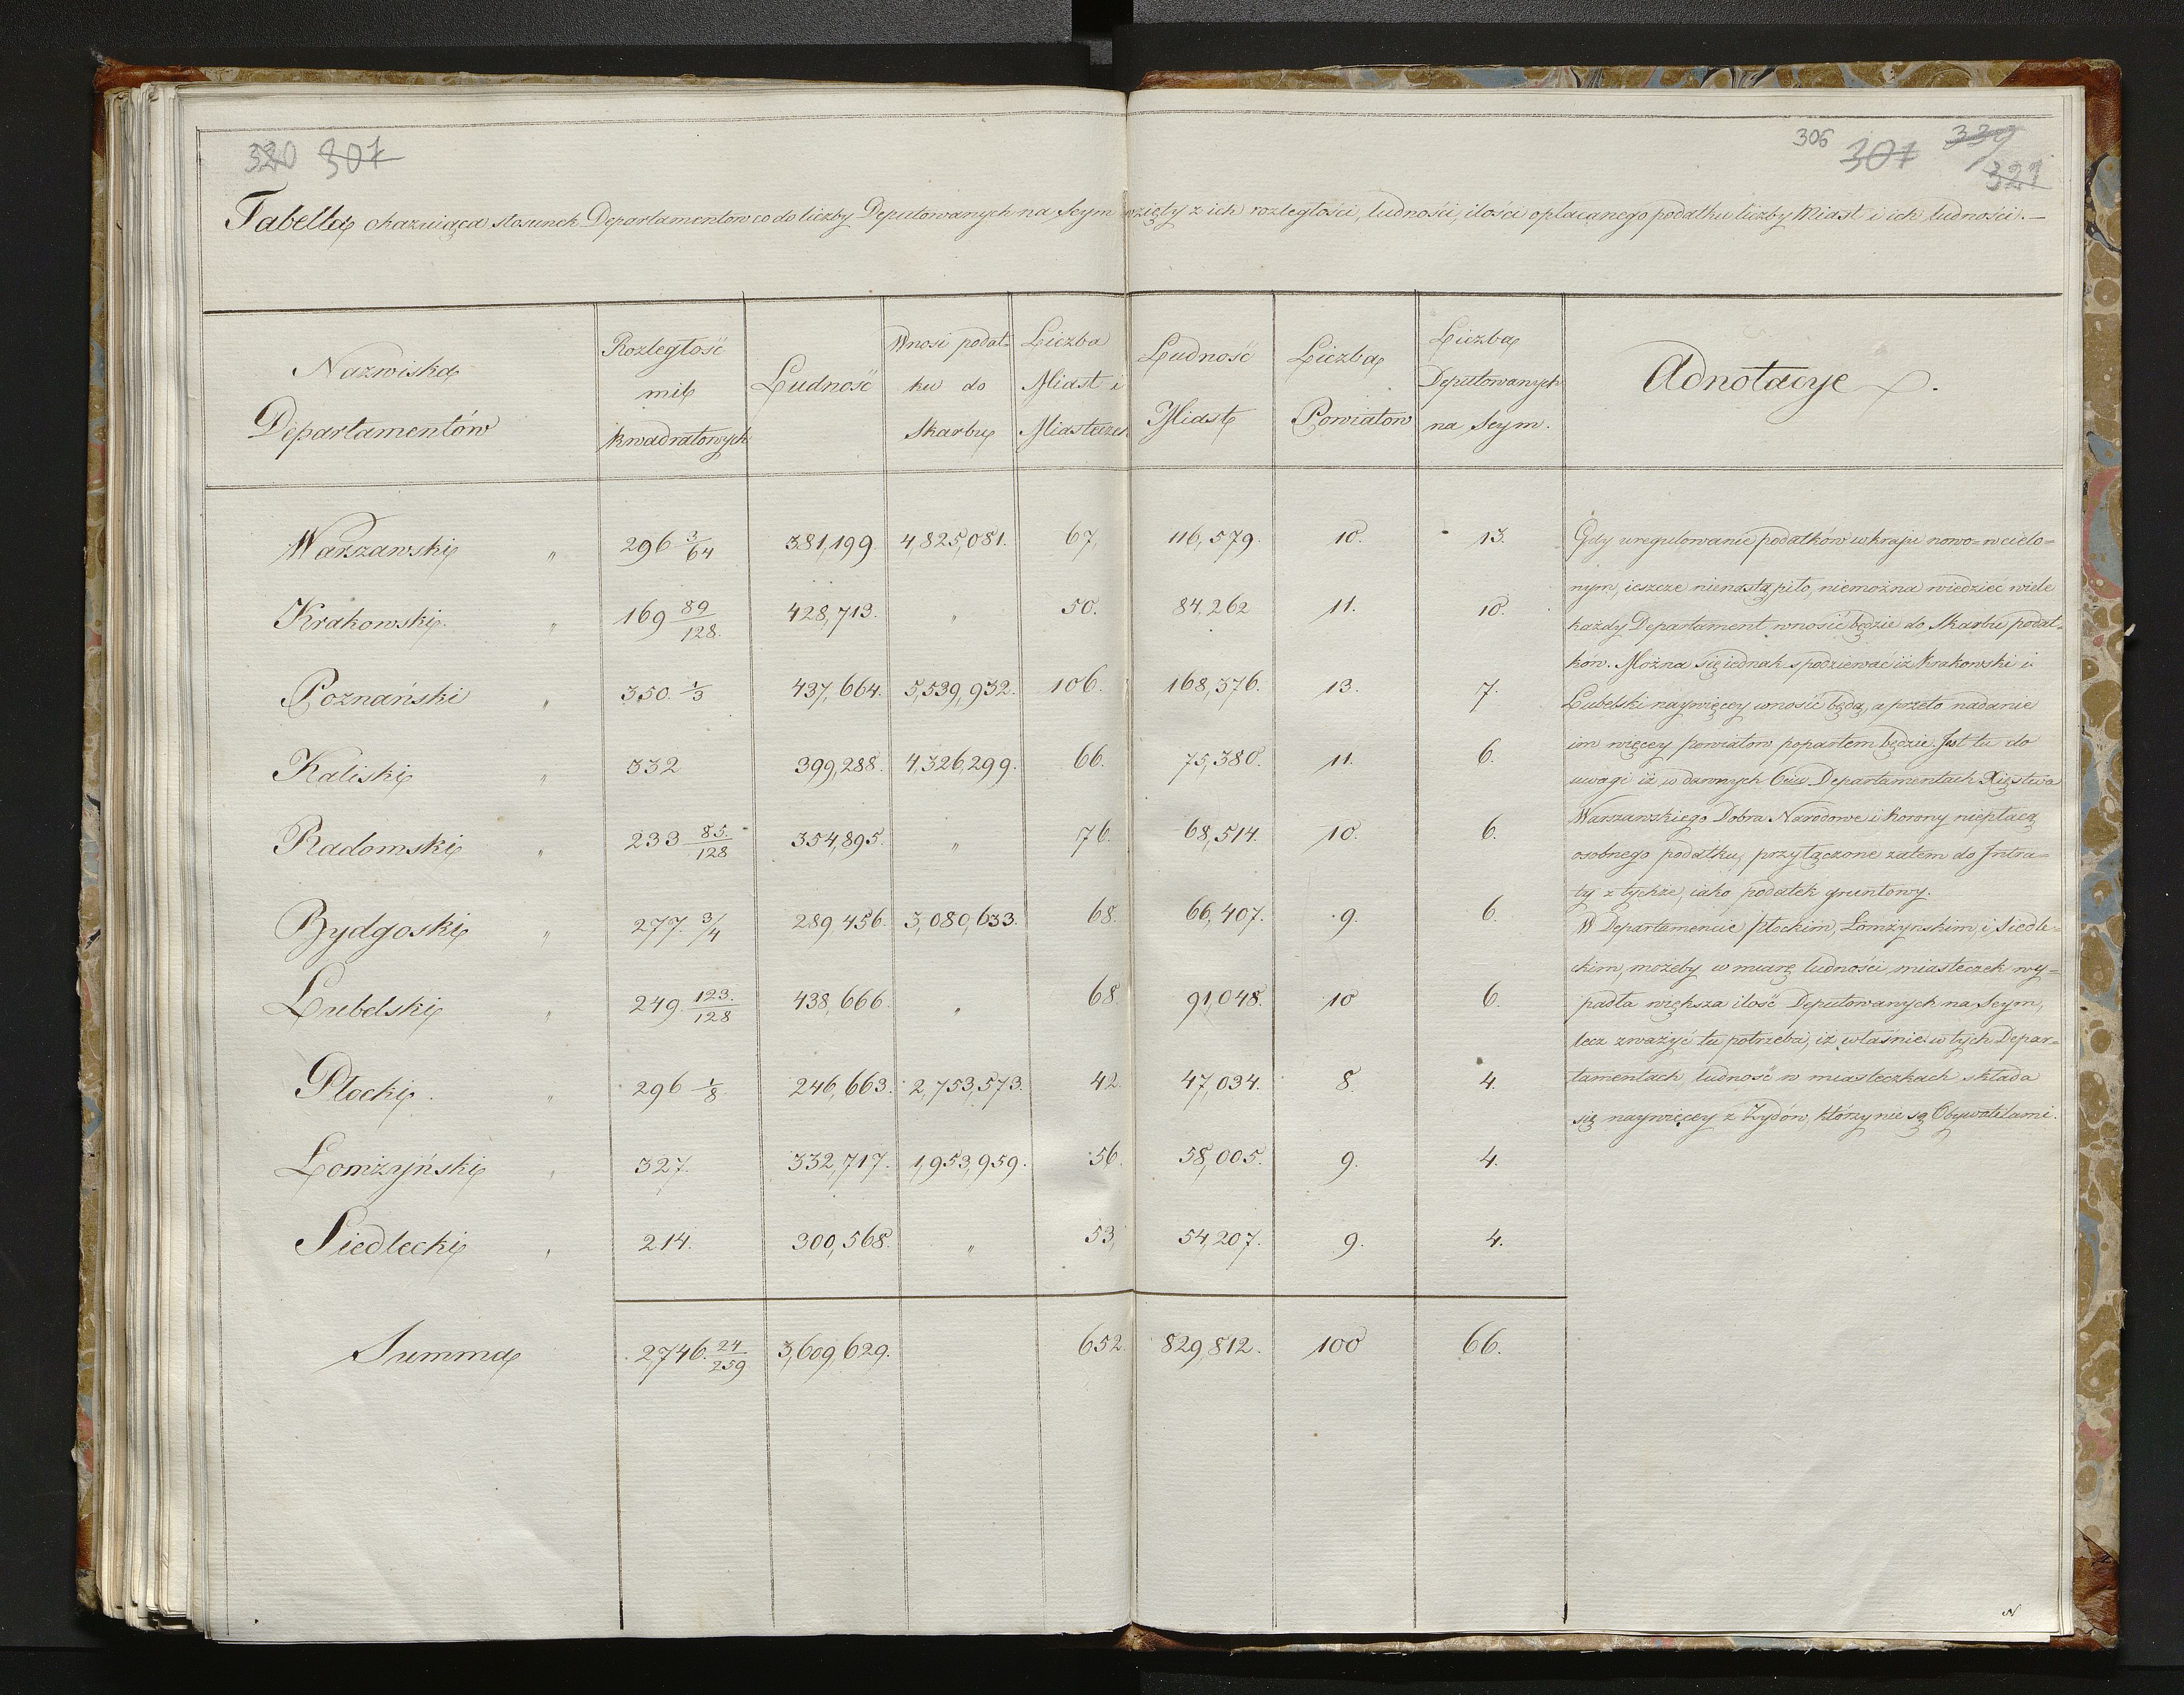 320 307
306 307 339
321
Tabella okazuiąca stosunek Departamentow co do liczby Deputowanych na Seym wzięty z ich rozległości, ludności, ilości opłacanego podatku liczby Miast i ich ludności.—
Nazwiska Departamentów | Rozległość mil kwadratowych | Ludność | Wnosi podatku do Skarbu | Liczba Miast i Miasteczek | Ludność Miast | Liczba Powiatow | Liczba Deputowanych na Seym. | Adnotacye.
Warszawski " 296 3/64 381,199 4,825,081. 67. 116,579. 10. 13.
Krakowski. " 169 89/128. 428,713. " 50. 84,262 11. 10.
Poznański " 350. 1/3 437,664. 5,539,932. 106. 168,376. 13. 7.
Kaliski " 332 399,288. 4,326,299. 66. 75,380. 11. 6.
Radomski " 233 85./128 354,895. " 76. 68,514. 10. 6.
Bydgoski " 277. 3/4 289,456. 3,080,633. 68. 66,407. 9. 6.
Lubelski " 249. 123./128 438,666. " 68. 91,048. 10 6.
Płocki. " 296 1/8 246,663. 2,753,573. 42. 47,034. 8. 4.
Łomżyński " 327. 332,717. 1,953,959. 56. 58,005. 9. 4.
Siedlecki " 214. 300,568. " 53, 54,207. 9. 4.
Summa 2746. 24/259 3,609,629. 652. 829,812. 100 66.
Gdy uregulowanie podatków w kraju nowo=wcielo=
nym, ieszcze nienastąpiło, niemożna wiedzieć wiele
każdy Departament wnosić będzie do Skarbu podat=
ków. Można się iednak spodziewać iż Krakowski i
Lubelski naywięcey wnosić będą, a przeto nadanie
im więcey powiatow popartem będzie. Jest tu do
uwagi iż w dawnych 6ciu Departamentach Xięstwa
Warszawskiego Dobra Narodowe i Korony niepłacą
osobnego podatku, przyłączone zatem do Intra=
ty z tychże, iako podatek gruntowy.
W Departamencie Płockim, Łomżynskim, i Siedle=
ckim, możeby w miarę ludności miasteczek wy=
padła większa ilość Deputowanych na Seym,
lecz zważyć tu potrzeba, iż właśnie w tych Depar=
tamentach ludność w miasteczkach składa
się naywięcey z Żydów, którzy nie są Obywatelami.